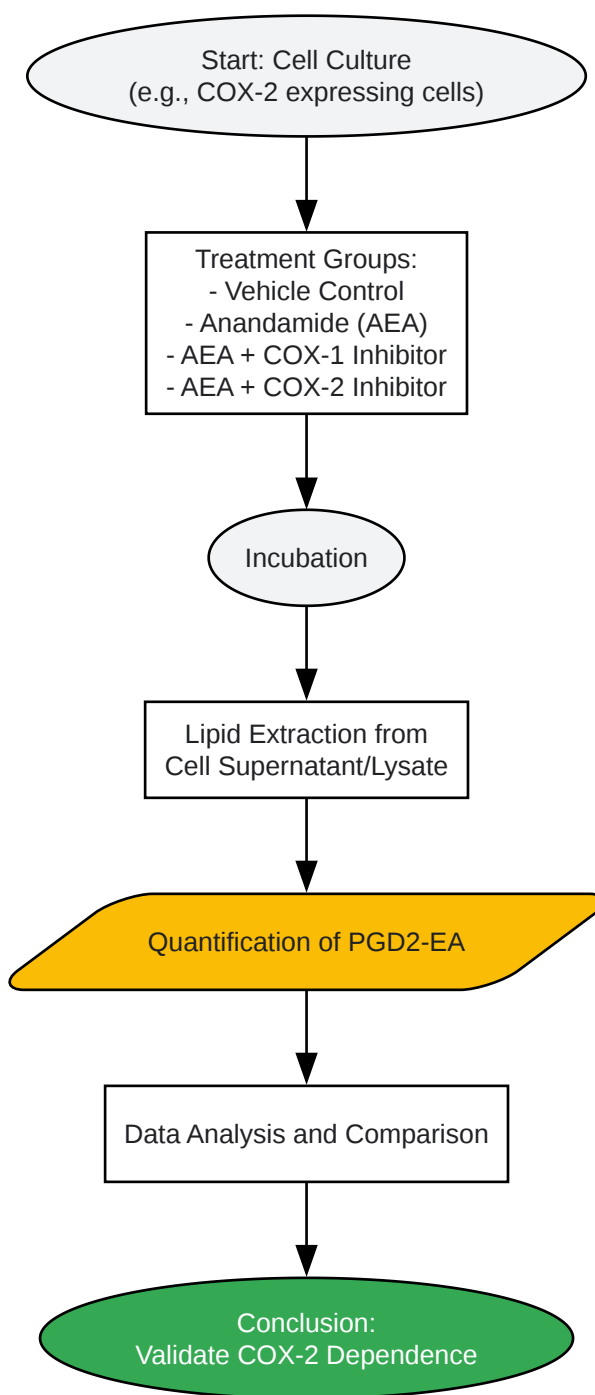 Start: Cell Culture
(e.g., COX-2 expressing cells)
Treatment Groups:
- Vehicle Control
- Anandamide (AEA)
- AEA + COX-1 Inhibitor
- AEA + COX-2 Inhibitor
Incubation
Lipid Extraction from
Cell Supernatant/Lysate
Quantification of PGD2-EA
Data Analysis and Comparison
Conclusion:
Validate COX-2 Dependence